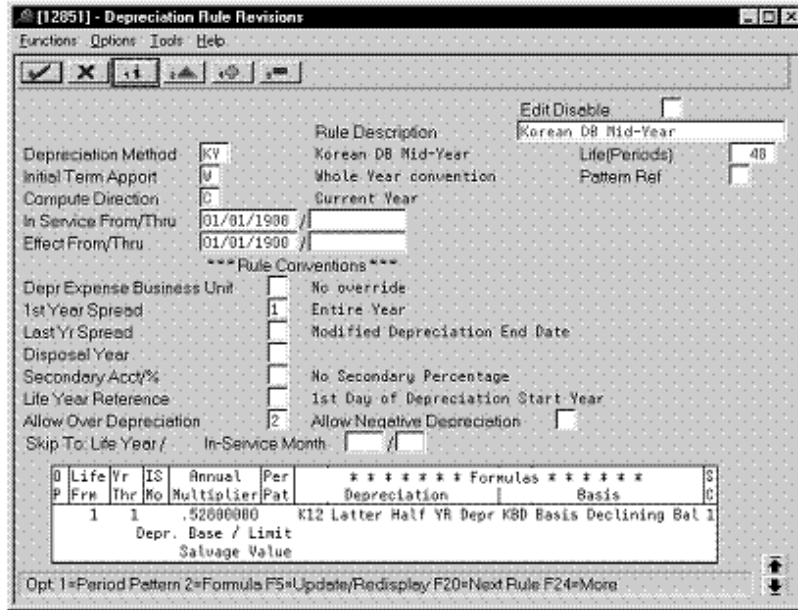 [12851] - Depreciation Rule Revisions
Functions Options Tools Help
Edit Disable
Rule Description Korean DB Mid-Year
Depreciation Method KY Korean DB Mid-Year Life(Periods) 48
Initial Term Apport W Whole Year convention Pattern Ref
Compute Direction C Current Year
In Service From/Thru 01/01/1900 /
Effect From/Thru 01/01/1900 /
*** Rule Conventions ***
Depr Expense Business Unit No override
1st Year Spread 1 Entire Year
Last Yr Spread Modified Depreciation End Date
Disposal Year
Secondary Acct/% No Secondary Percentage
Life Year Reference 1st Day of Depreciation Start Year
Allow Over Depreciation 2 Allow Negative Depreciation
Skip To: Life Year / In-Service Month /
O Life Yr IS Annual Per * * * * * * * Formulas * * * * * * S
P Frm Thr Mo Multiplier Pat Depreciation | Basis C
1 1 .52800000 K12 Latter Half YR Depr KBD Basis Declining Bal 1
Depr. Base / Limit
Salvage Value
Opt: 1=Period Pattern 2=Formula F5=Update/Redisplay F20=Next Rule F24=More